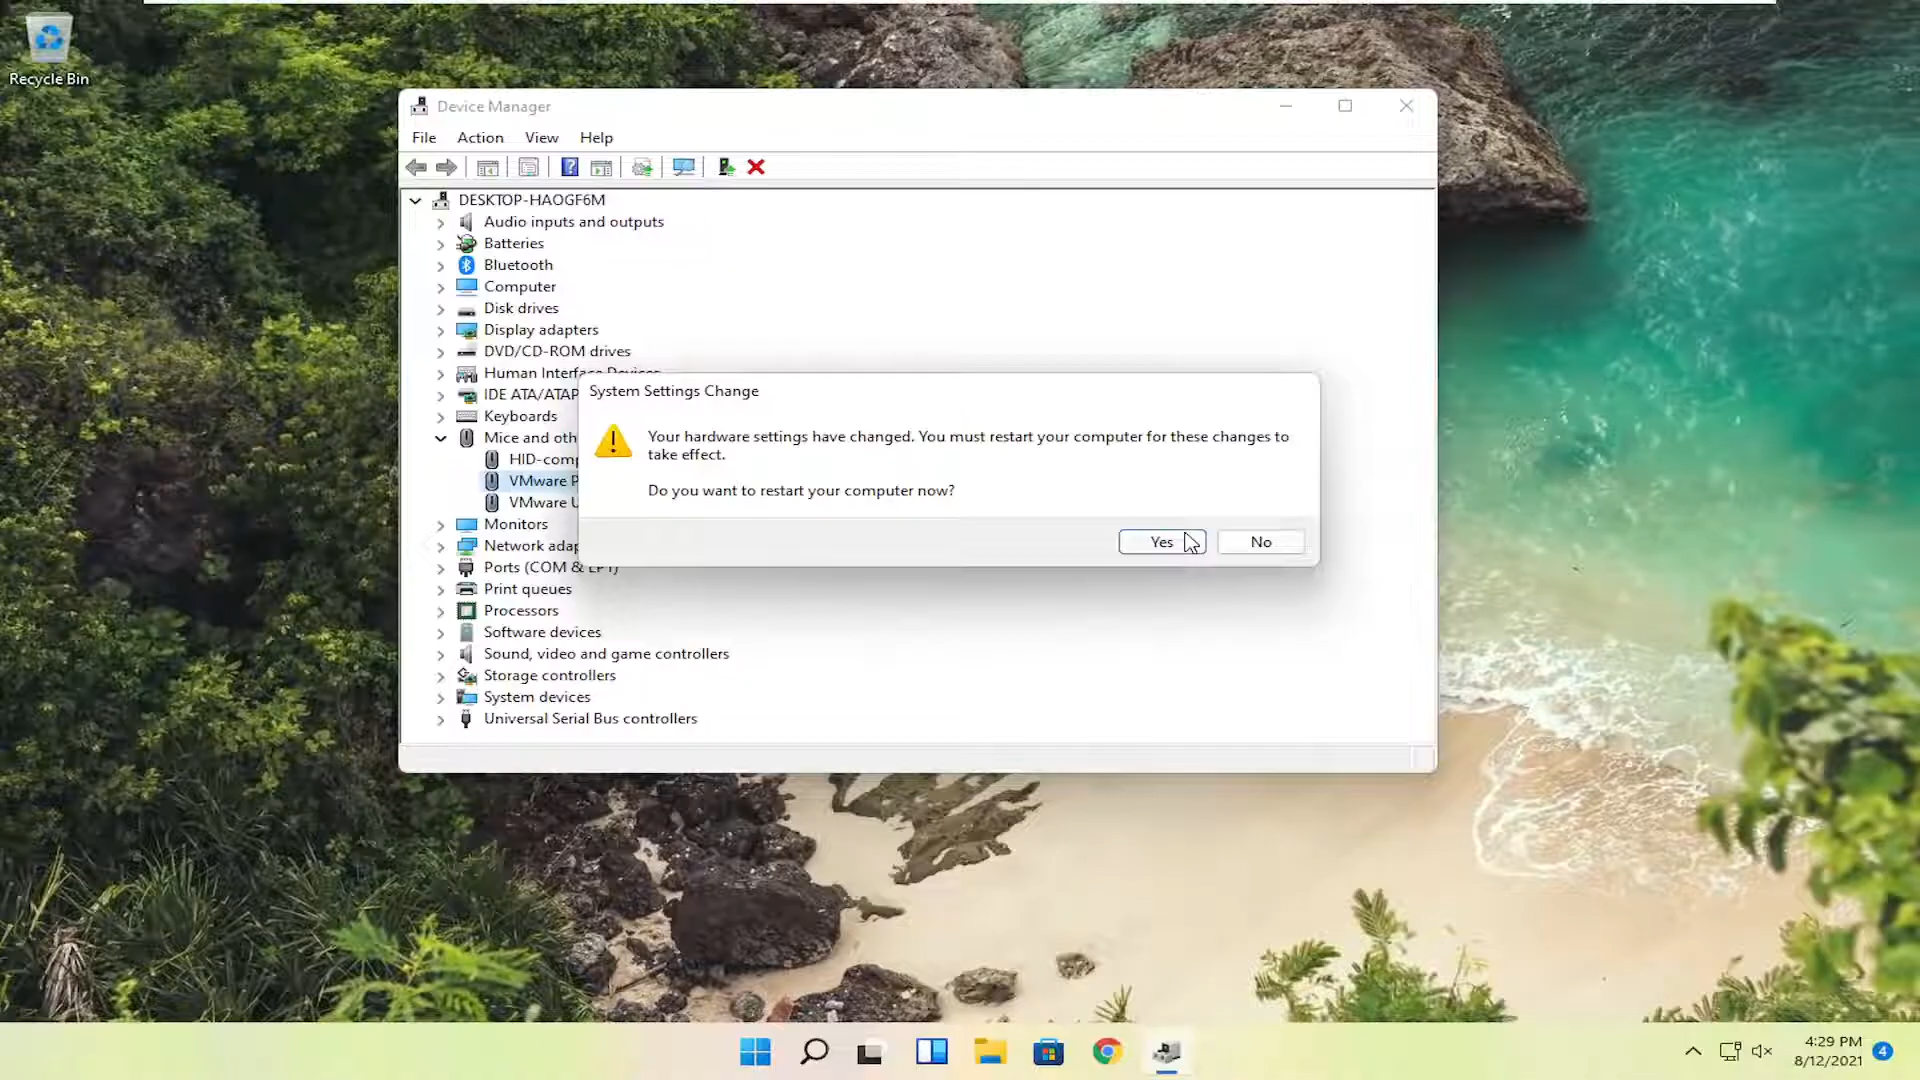 Recycle Bin
Device Manager
File Action View Help
DESKTOP-HAOGF6M
Audio inputs and outputs
Batteries
Bluetooth
Computer
Disk drives
Display adapters
DVD/CD-ROM drives
Human Interface Devices
IDE ATA/ATAP
Keyboards
Mice and oth
HID-comp
VMware P
VMware U
Monitors
Network adap
Ports (COM & LPT)
Print queues
Processors
Software devices
Sound, video and game controllers
Storage controllers
System devices
Universal Serial Bus controllers
System Settings Change
Your hardware settings have changed. You must restart your computer for these changes to
take effect.
Do you want to restart your computer now?
Yes No
4:29 PM
8/12/2021
4